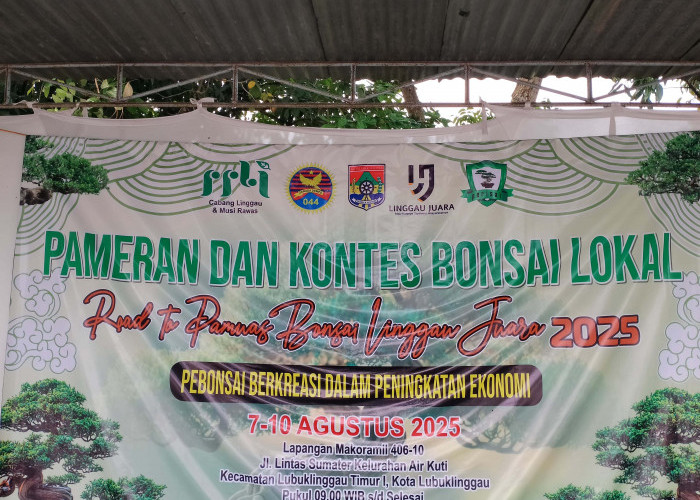 PPBI
Cabang Linggau
& Musi Rawas
044
LINGGAU JUARA
PAMERAN DAN KONTES BONSAI LOKAL
Road to Pamnas Bonsai Linggau Juara 2025
PEBONSAI BERKREASI DALAM PENINGKATAN EKONOMI
7-10 AGUSTUS 2025
Lapangan Makoramil 406-10
Jl. Lintas Sumater Kelurahan Air Kuti
Kecamatan Lubuklinggau Timur I, Kota Lubuklinggau
Pukul 09.00 WIB s/d Selesai